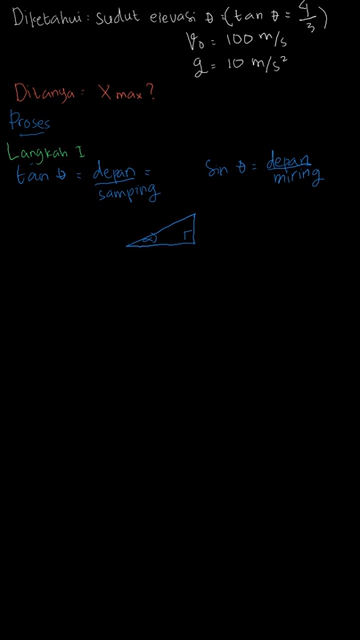 Diketahui: sudut elevasi θ = (tan θ = 4/3)
V₀ = 100 m/s
g = 10 m/s²
Ditanya = X max?
Proses
Langkah I
tan θ = depan/samping = sin θ = depan/miring